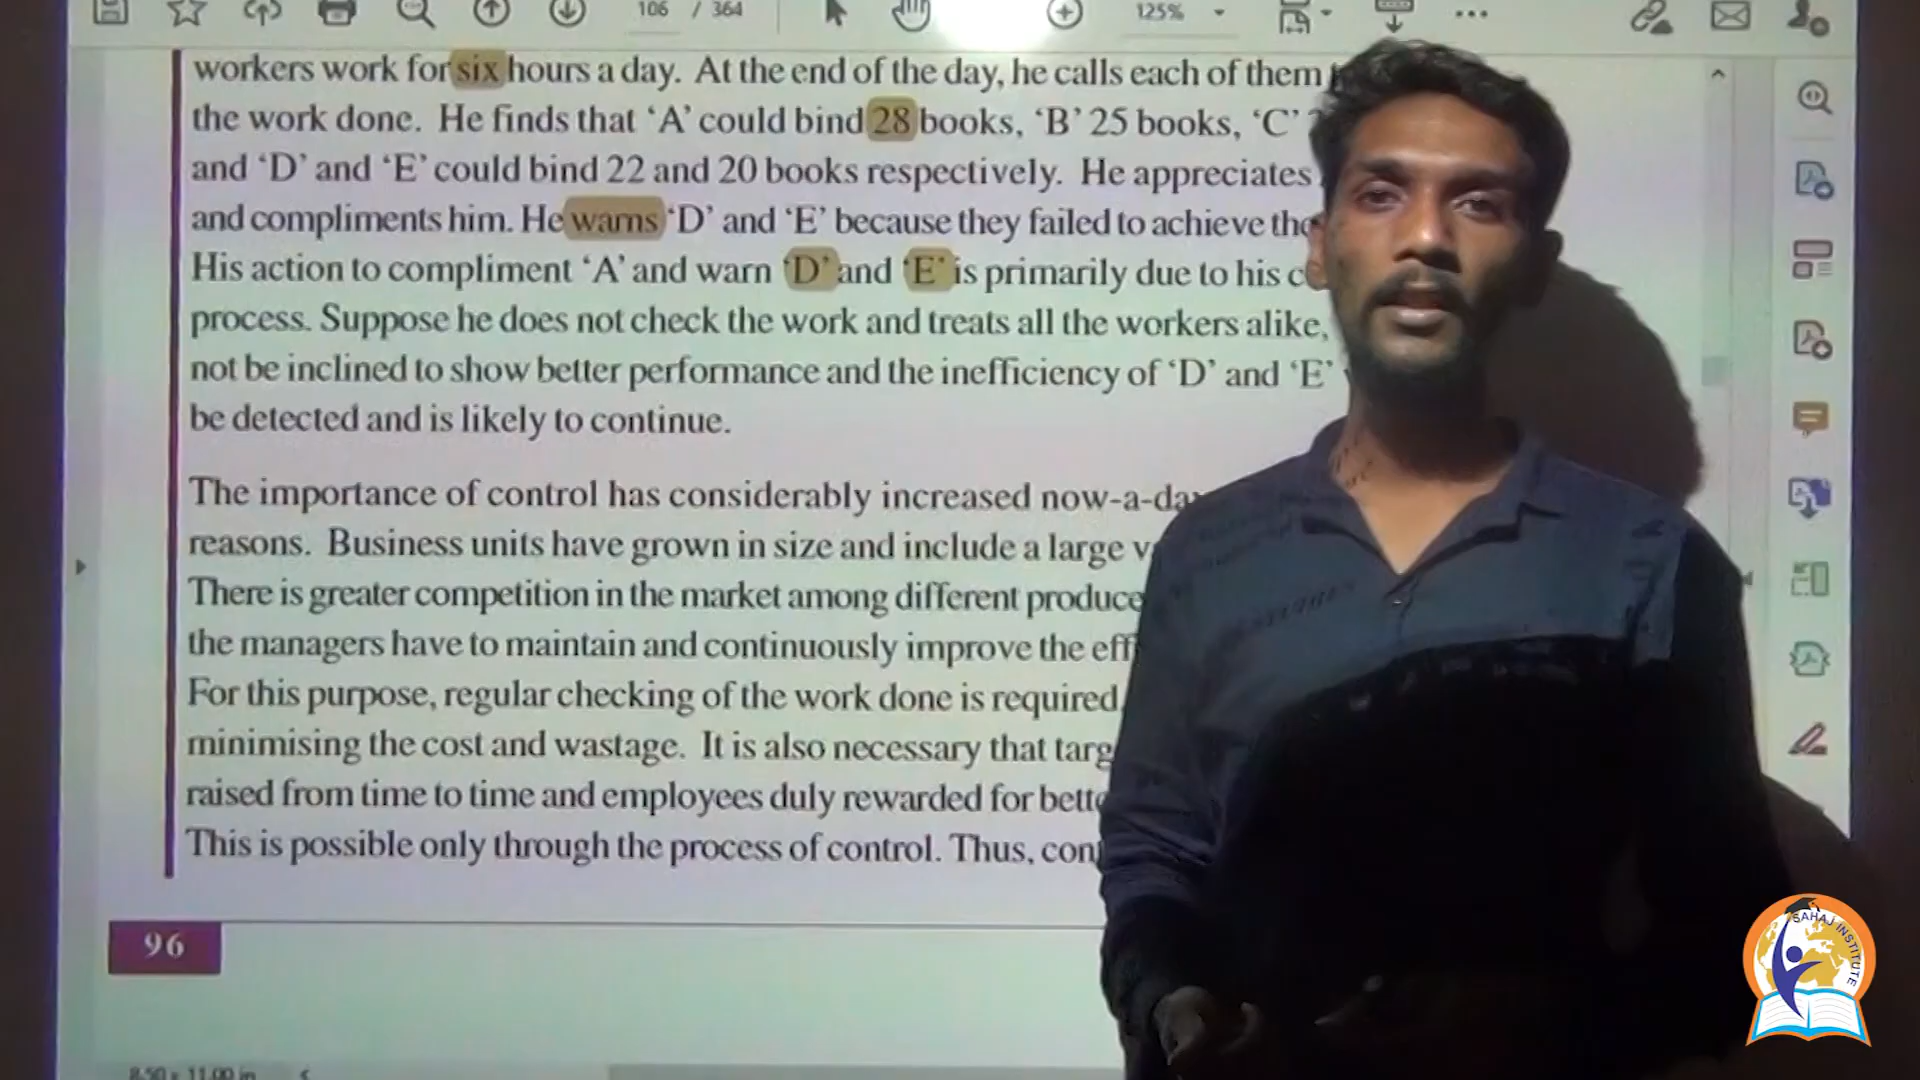 106 / 364
125%
workers work for six hours a day. At the end of the day, he calls each of them
the work done. He finds that ‘A’ could bind 28 books, ‘B’ 25 books, ‘C’
and ‘D’ and ‘E’ could bind 22 and 20 books respectively. He appreciates
and compliments him. He warns ‘D’ and ‘E’ because they failed to achieve the
His action to compliment ‘A’ and warn ‘D’ and ‘E’ is primarily due to his
process. Suppose he does not check the work and treats all the workers alike,
not be inclined to show better performance and the inefficiency of ‘D’ and ‘E’
be detected and is likely to continue.
The importance of control has considerably increased now-a-day
reasons. Business units have grown in size and include a large
There is greater competition in the market among different produce
the managers have to maintain and continuously improve the eff
For this purpose, regular checking of the work done is required
minimising the cost and wastage. It is also necessary that targ
raised from time to time and employees duly rewarded for bett
This is possible only through the process of control. Thus, con
96
8.50 x 11.00 in
SAHAJ INSTITUTE